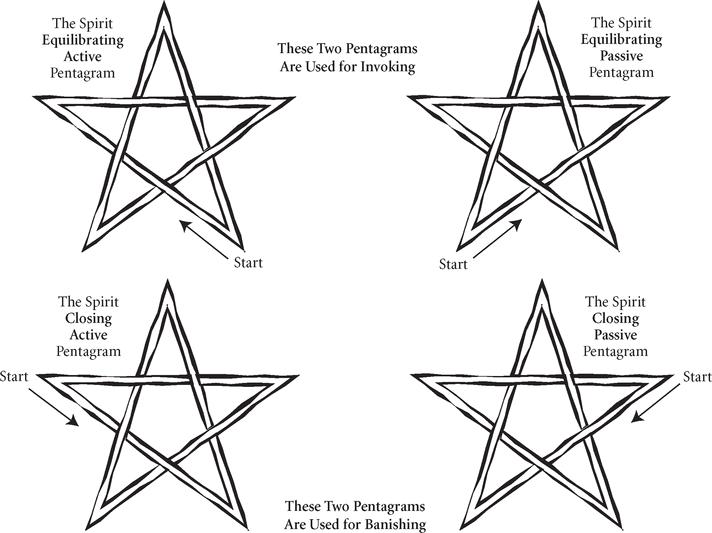 The Spirit
Equilibrating
Active
Pentagram
These Two Pentagrams
Are Used for Invoking
The Spirit
Equilibrating
Passive
Pentagram
Start
Start
The Spirit
Closing
Active
Pentagram
Start
The Spirit
Closing
Passive
Pentagram
Start
These Two Pentagrams
Are Used for Banishing